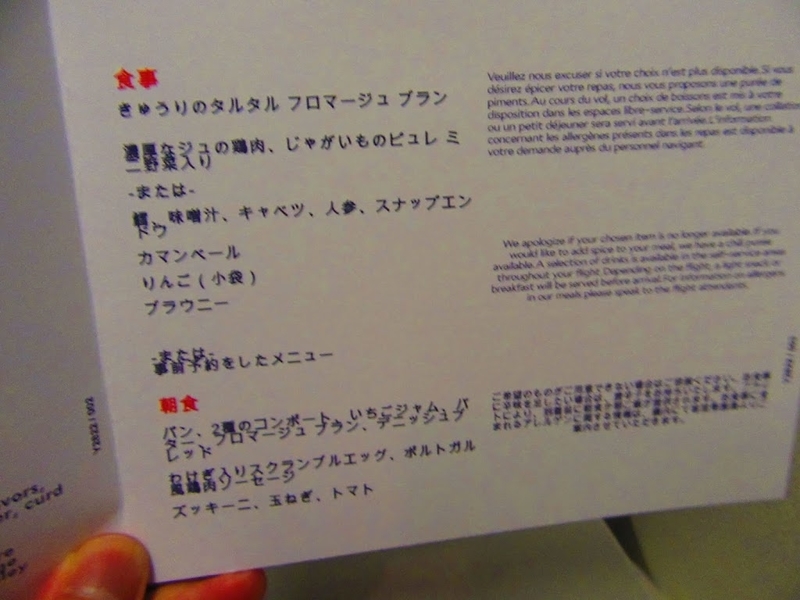 食事
きゅうりのタルタル フロマージュ ブラン
濃厚なジュの鶏肉、じゃがいものピュレ ミ
ニ野菜入り
-または-
鱈、味噌汁、キャベツ、人参、スナップエン
ドウ
カマンベール
りんご ( 小袋 )
ブラウニー
-または-
事前予約をしたメニュー
朝食
パン、2種のコンポート、いちごジャム、バ
ター、フロマージュ ブラン、デニッシュブ
レッド
わけぎ入りスクランブルエッグ、ポルトガル
風鶏肉ソーセージ
ズッキーニ、玉ねぎ、トマト
Veuillez nous excuser si votre choix n'est plus disponible. Si vous
désirez épicer votre repas, nous vous proposons une purée de
piments. Au cours du vol, un choix de boissons est mis à votre
disposition dans les espaces libre-service. Selon le vol, une collation
ou un petit déjeuner sera servi avant l'arrivée. L'information
concernant les allergènes présents dans les repas est disponible à
votre demande auprès du personnel navigant.
We apologize if your chosen item is no longer available. If you
would like to add spice to your meal, we have a chili purée
available. A selection of drinks is available in the self-service areas
throughout your flight. Depending on the flight, a light snack or
breakfast will be served before arrival. For information on allergens
in our meals please speak to the flight attendants.
vors,
er, curd